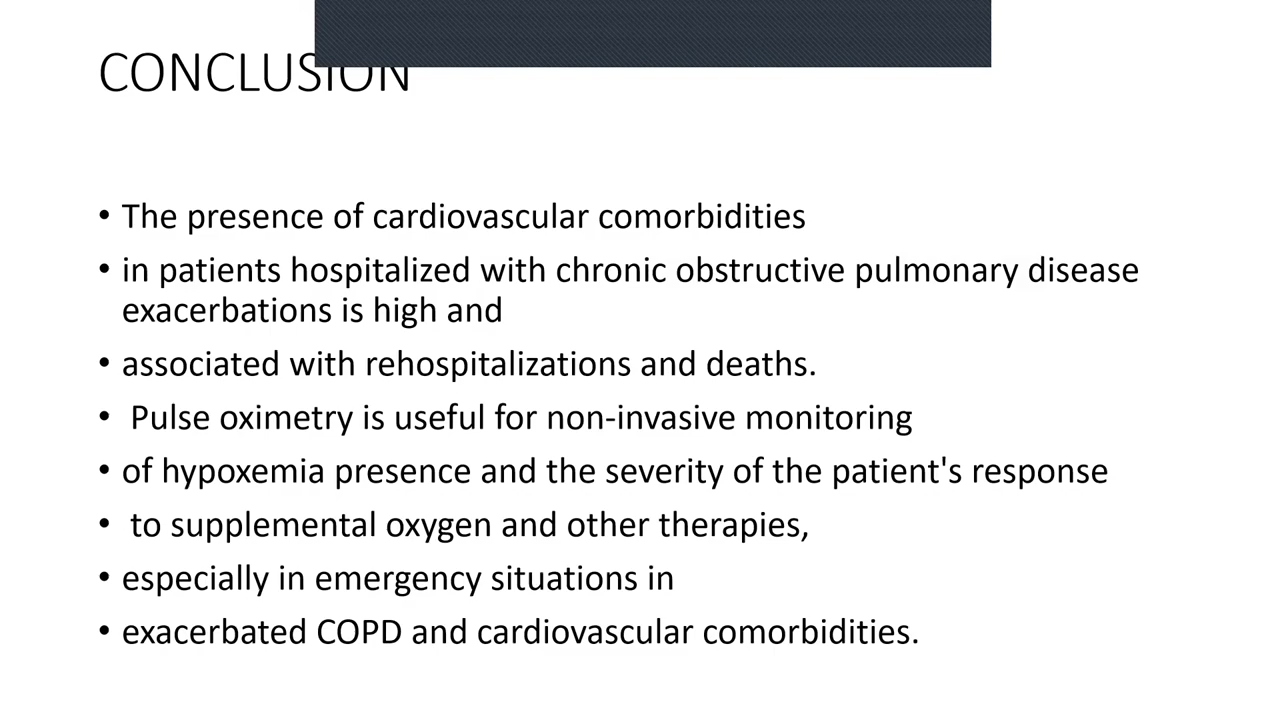 CONCLUSION
• The presence of cardiovascular comorbidities
• in patients hospitalized with chronic obstructive pulmonary disease
exacerbations is high and
• associated with rehospitalizations and deaths.
• Pulse oximetry is useful for non-invasive monitoring
• of hypoxemia presence and the severity of the patient's response
• to supplemental oxygen and other therapies,
• especially in emergency situations in
• exacerbated COPD and cardiovascular comorbidities.